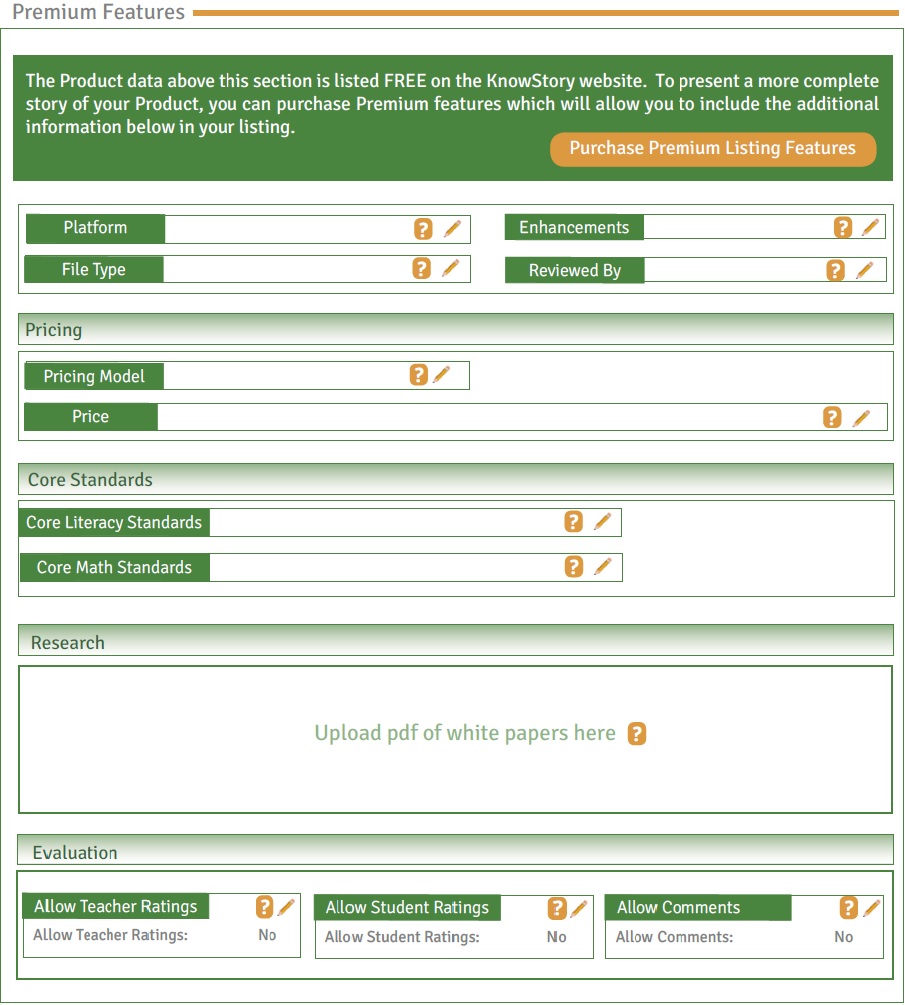 Premium Features
The Product data above this section is listed FREE on the KnowStory website. To present a more complete
story of your Product, you can purchase Premium features which will allow you to include the additional
information below in your listing.
Purchase Premium Listing Features
Platform ? Enhancements ?
File Type ? Reviewed By ?
Pricing
Pricing Model ?
Price ?
Core Standards
Core Literacy Standards ?
Core Math Standards ?
Research
Upload pdf of white papers here ?
Evaluation
Allow Teacher Ratings ? Allow Student Ratings ? Allow Comments ?
Allow Teacher Ratings: No Allow Student Ratings: No Allow Comments: No